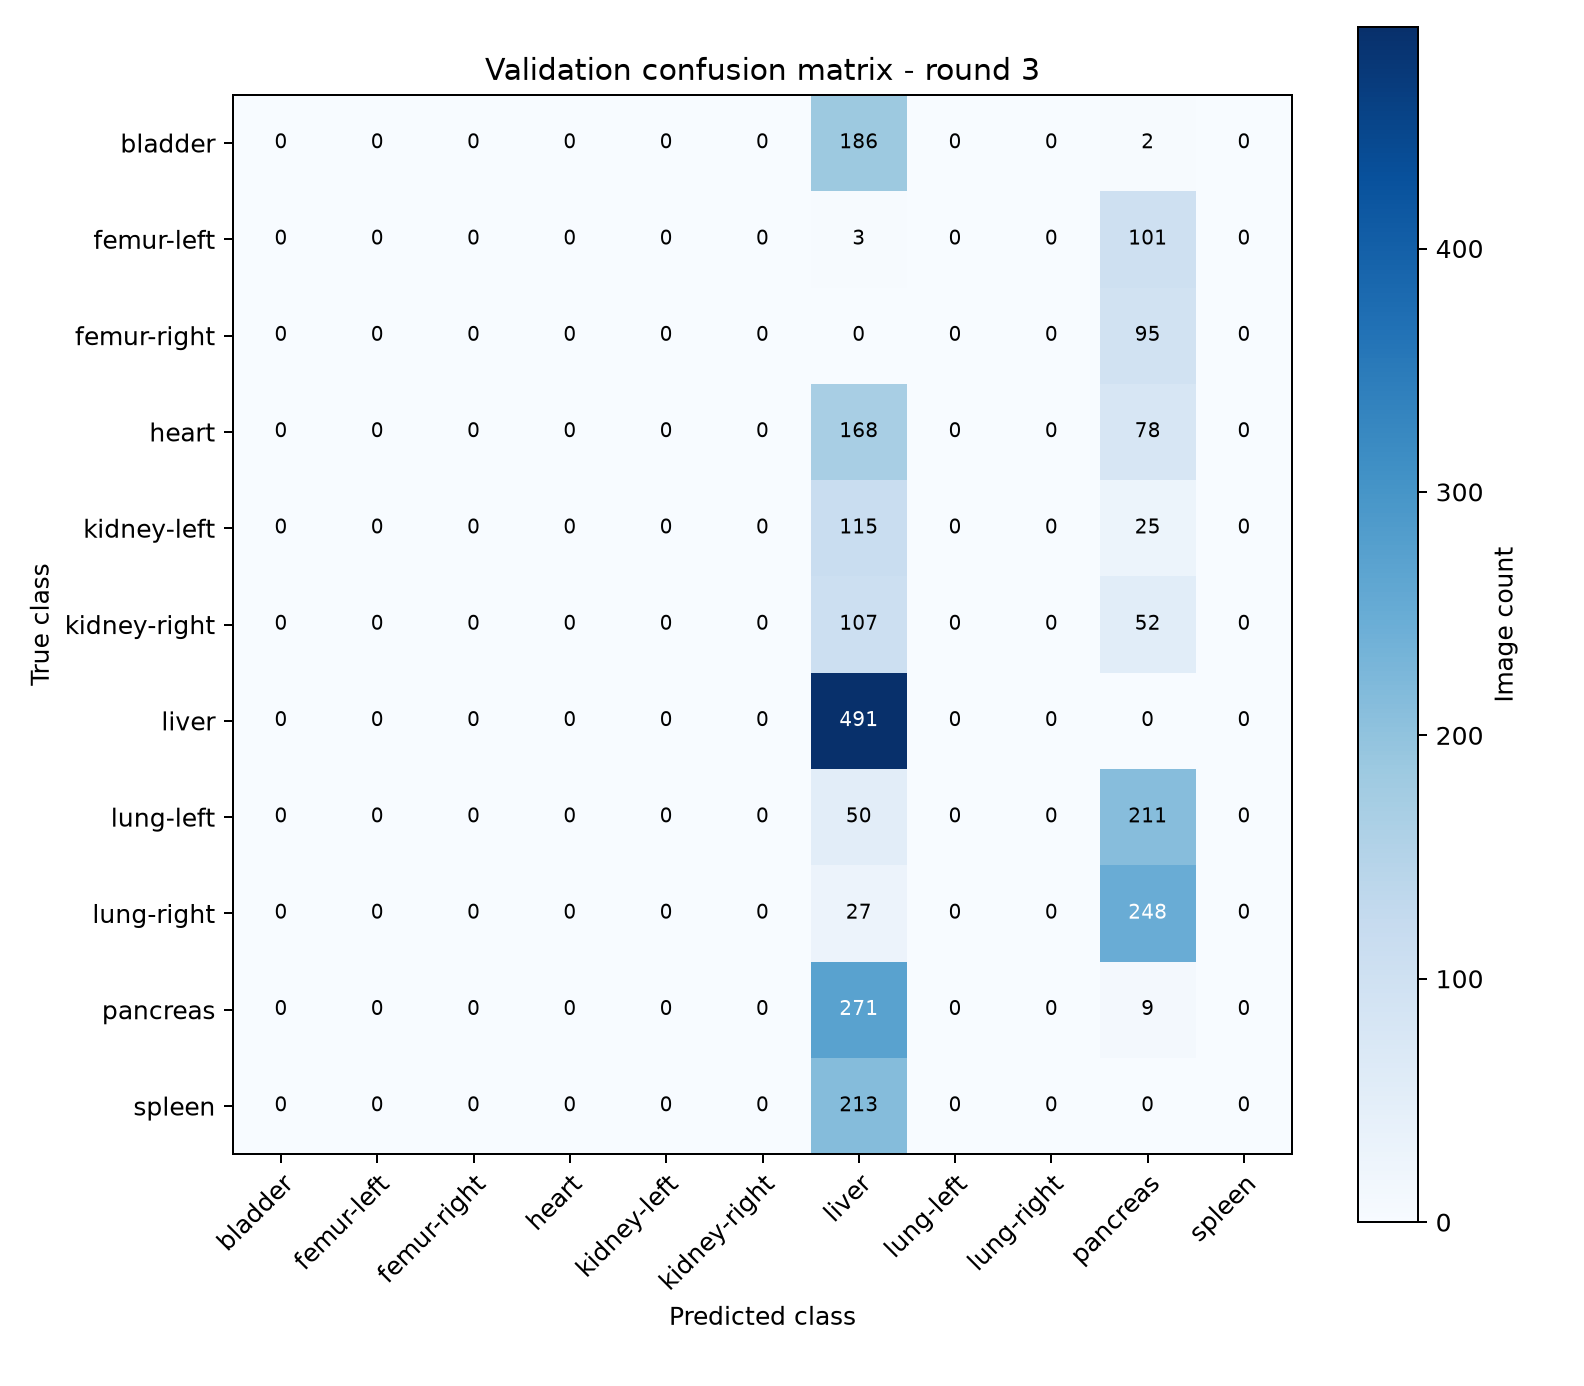 Validation confusion matrix - round 3
bladder 0 0 0 0 0 0 186 0 0 2 0
femur-left 0 0 0 0 0 0 3 0 0 101 0
femur-right 0 0 0 0 0 0 0 0 0 95 0
heart 0 0 0 0 0 0 168 0 0 78 0
kidney-left 0 0 0 0 0 0 115 0 0 25 0
kidney-right 0 0 0 0 0 0 107 0 0 52 0
liver 0 0 0 0 0 0 491 0 0 0 0
lung-left 0 0 0 0 0 0 50 0 0 211 0
lung-right 0 0 0 0 0 0 27 0 0 248 0
pancreas 0 0 0 0 0 0 271 0 0 9 0
spleen 0 0 0 0 0 0 213 0 0 0 0
True class
bladder femur-left femur-right heart kidney-left kidney-right liver lung-left lung-right pancreas spleen
Predicted class
400
300
200
100
0
Image count